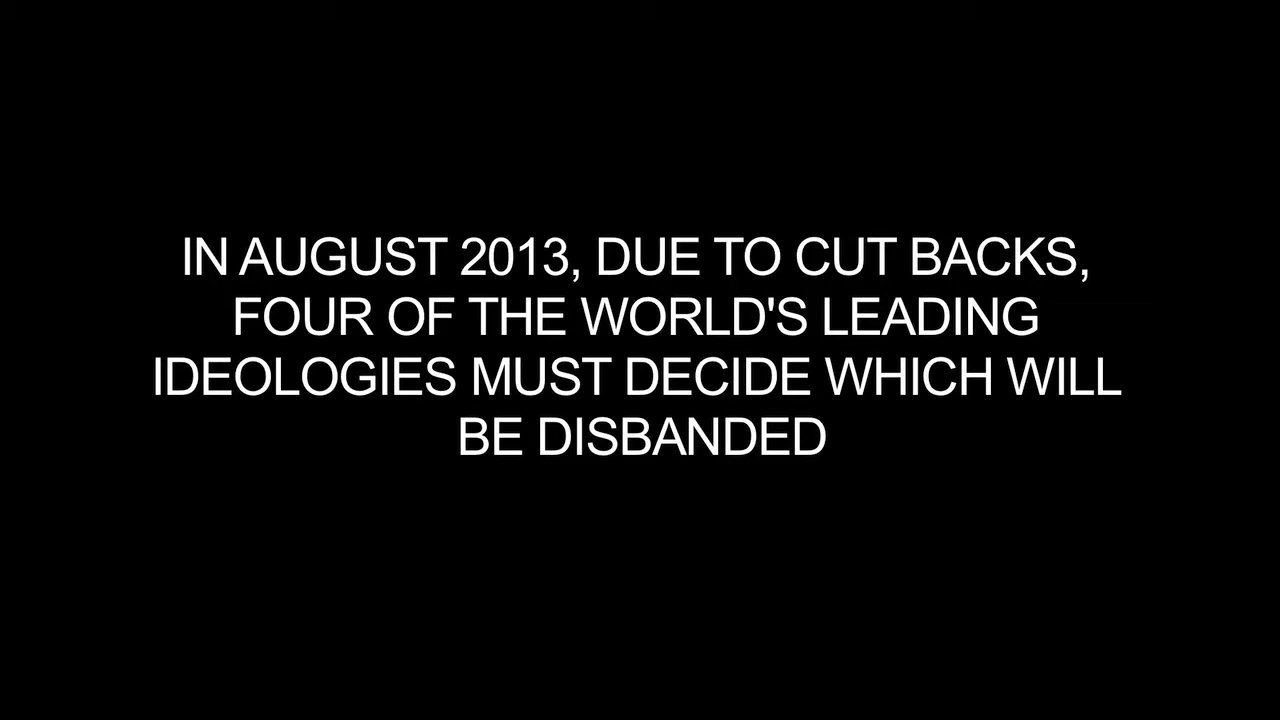 IN AUGUST 2013, DUE TO CUT BACKS,
FOUR OF THE WORLD'S LEADING
IDEOLOGIES MUST DECIDE WHICH WILL
BE DISBANDED